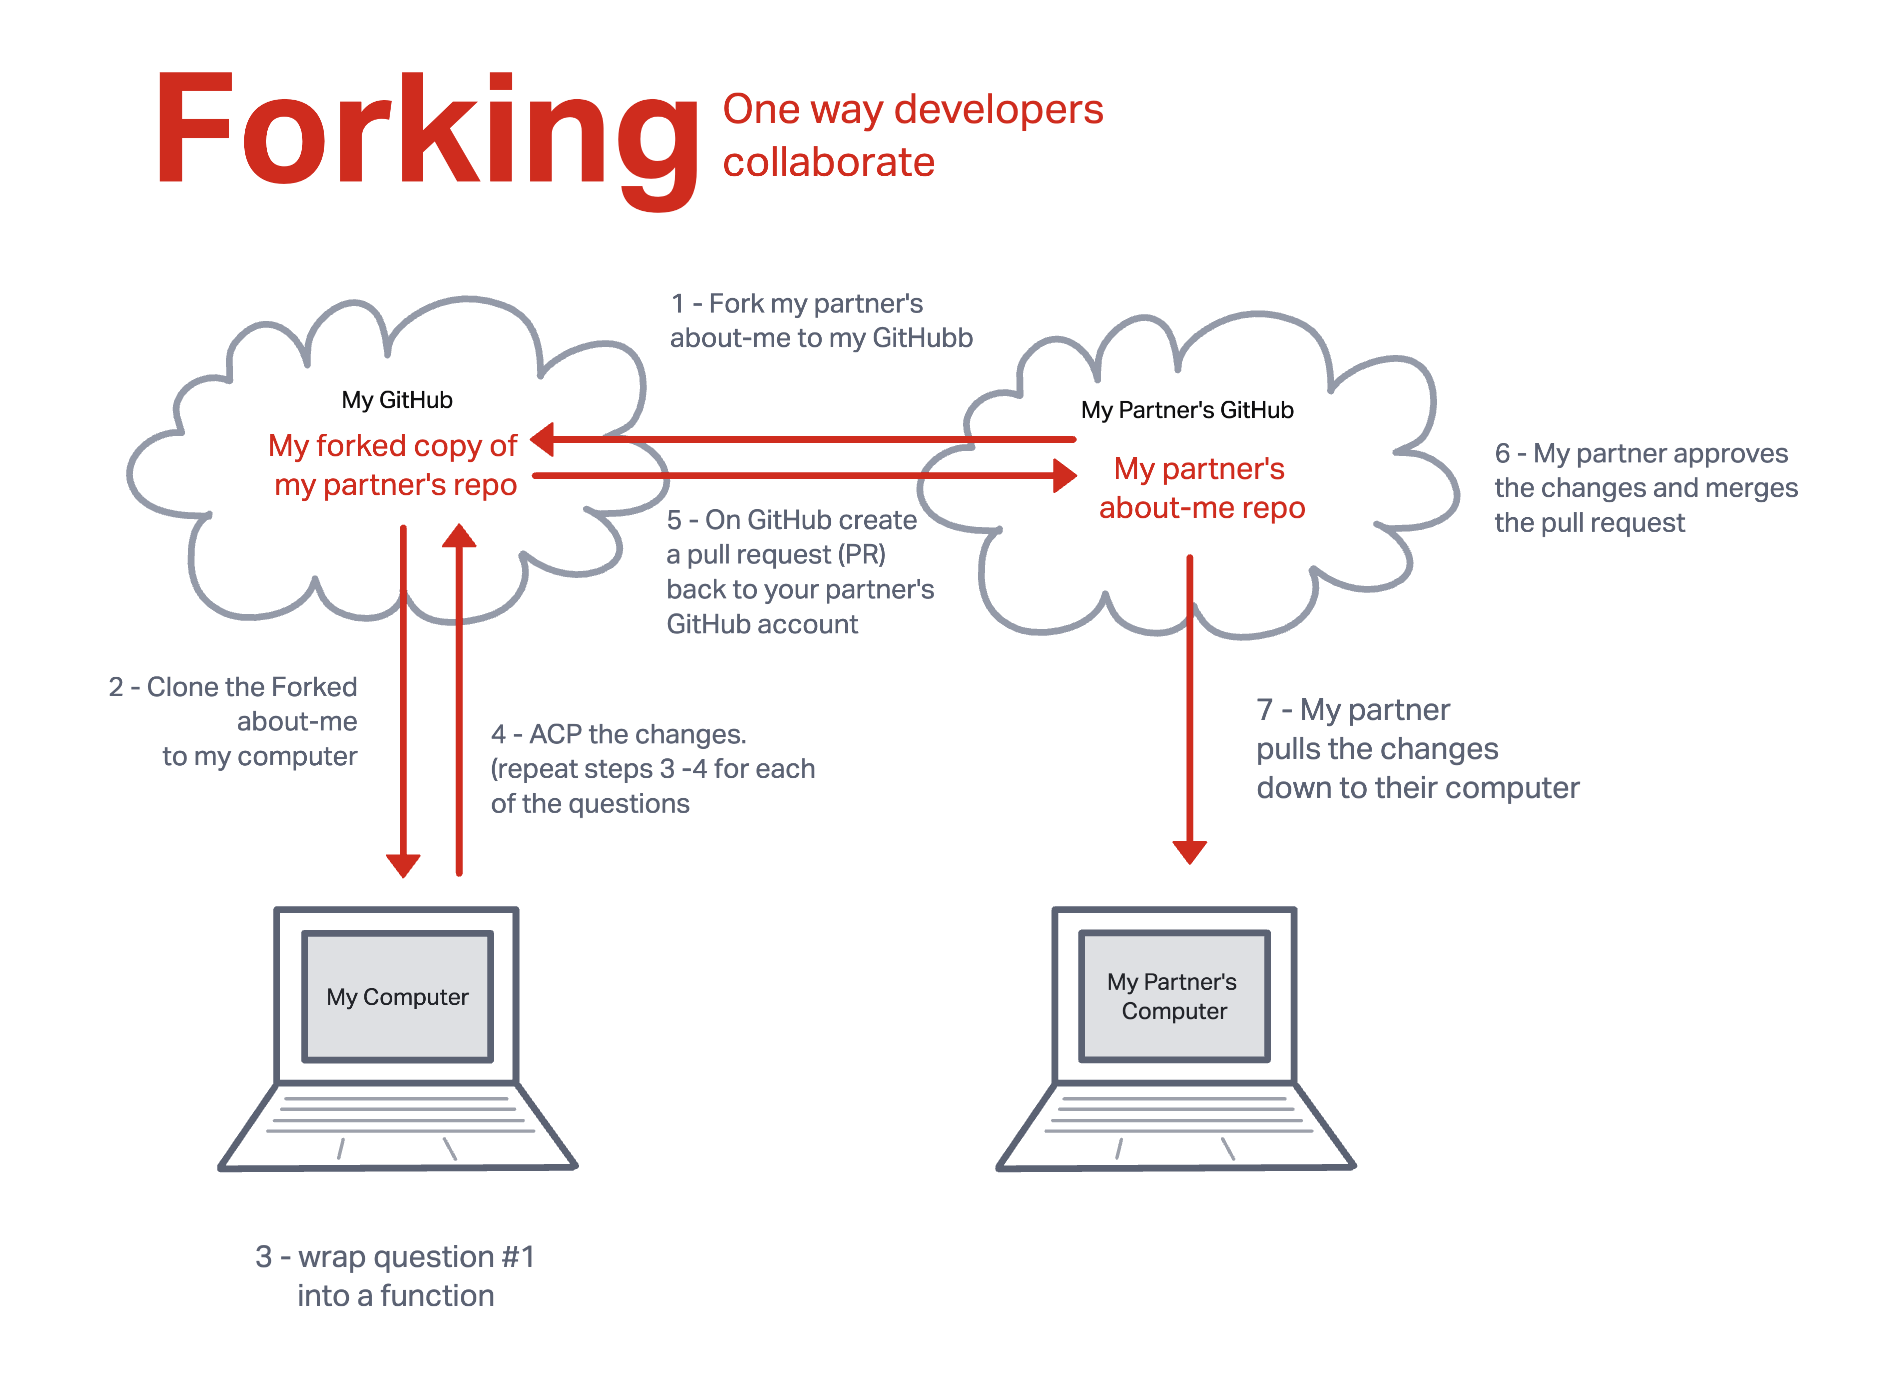 Forking
One way developers
collaborate
1 - Fork my partner's
about-me to my GitHubb
My GitHub
My forked copy of
my partner's repo
My Partner's GitHub
My partner's
about-me repo
6 - My partner approves
the changes and merges
the pull request
5 - On GitHub create
a pull request (PR)
back to your partner's
GitHub account
2 - Clone the Forked
about-me
to my computer
4 - ACP the changes.
(repeat steps 3 -4 for each
of the questions
7 - My partner
pulls the changes
down to their computer
My Computer
My Partner's
Computer
3 - wrap question #1
into a function